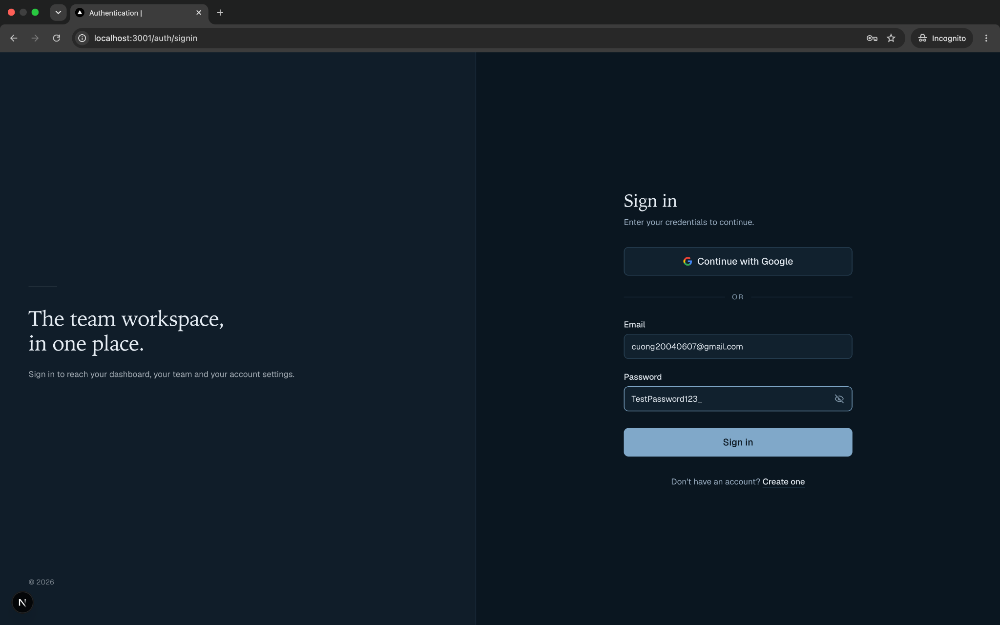 Authentication |
localhost:3001/auth/signin
Incognito
The team workspace,
in one place.
Sign in to reach your dashboard, your team and your account settings.
© 2026
N
Sign in
Enter your credentials to continue.
Continue with Google
OR
Email
cuong20040607@gmail.com
Password
TestPassword123_
Sign in
Don't have an account? Create one